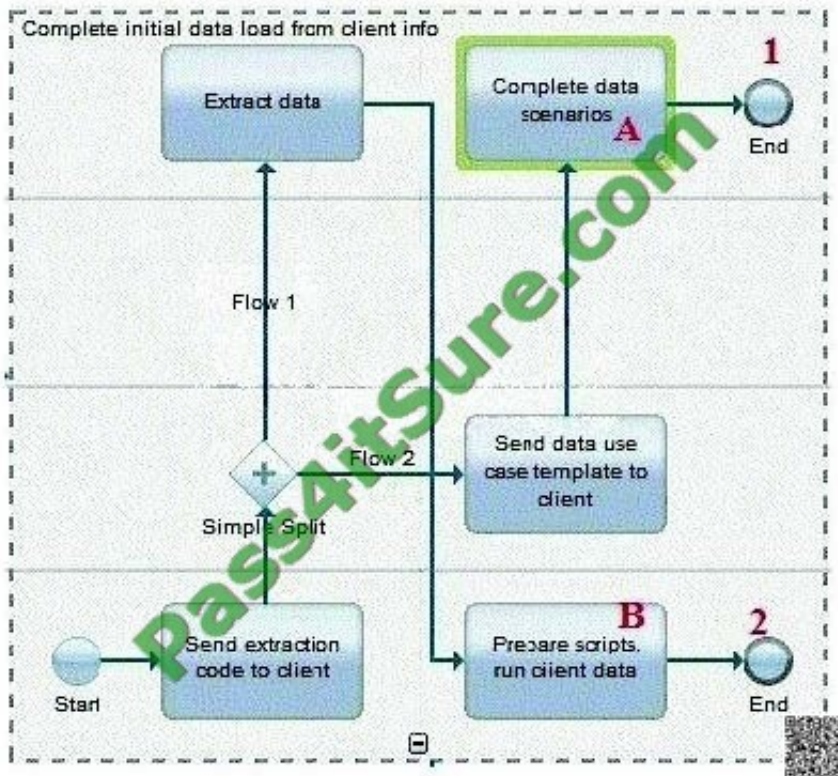 Complete initial data load from client info
Extract data
Complete data
scenarios
A
1
End
Flow 1
Flow 2
Simple Split
Send data use
case template to
client
Start
Send extraction
code to client
Prepare scripts.
run client data
B
2
End
Pass4itSure.com